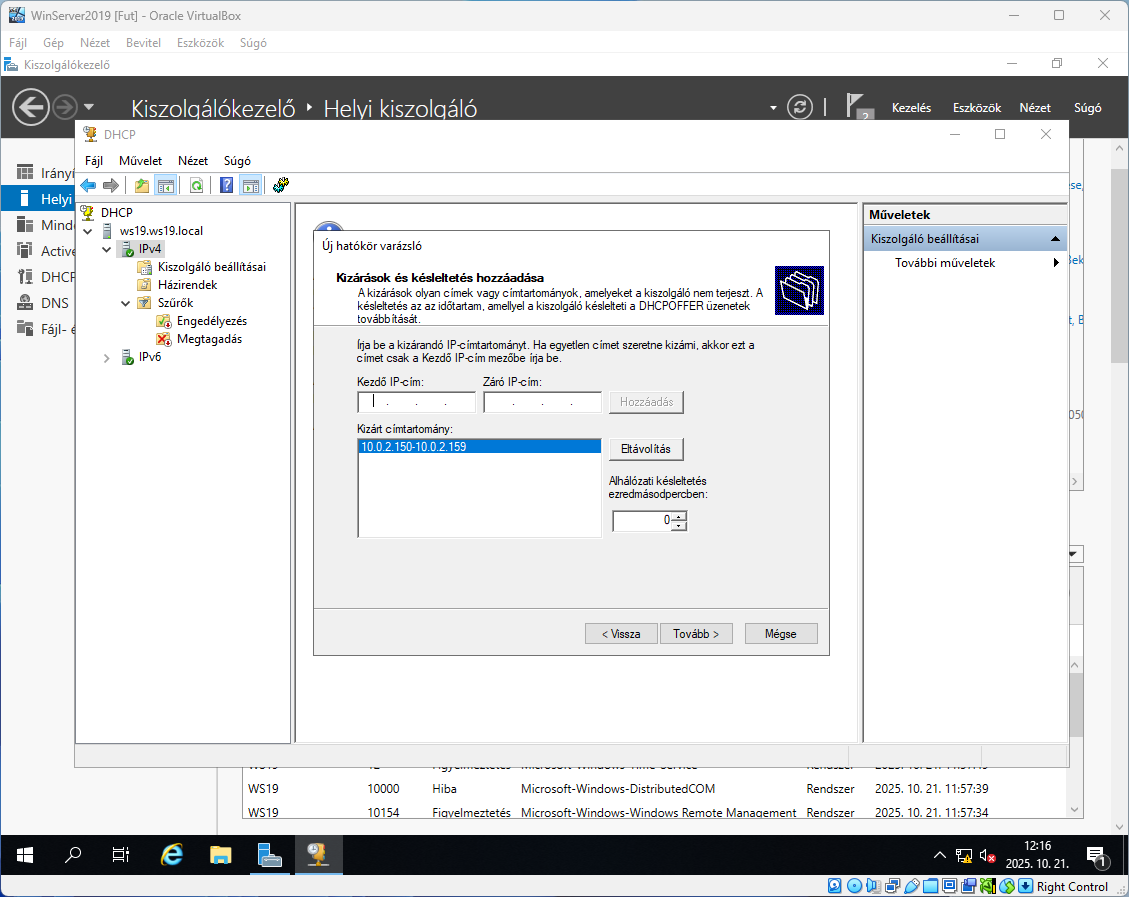 WinServer2019 [Fut] - Oracle VirtualBox
Fájl Gép Nézet Bevitel Eszközök Súgó
Kiszolgálókezelő
Kiszolgálókezelő Helyi kiszolgáló
Kezelés Eszközök Nézet Súgó
DHCP
Fájl Művelet Nézet Súgó
Helyi
DHCP
DNS
DHCP
ws19.ws19.local
IPv4
Kiszolgáló beállításai
Házirendek
Szűrők
Engedélyezés
Megtagadás
IPv6
Új hatókör varázsló
Kizárások és késleltetés hozzáadása
A kizárások olyan címek vagy címtartományok, amelyeket a kiszolgáló nem terjeszt. A
késleltetés az az időtartam, amellyel a kiszolgáló késlelteti a DHCPOFFER üzenetek
továbbítását.
Írja be a kizárandó IP-címtartományt. Ha egyetlen címet szeretne kizárni, akkor ezt a
címet csak a Kezdő IP-cím mezőbe írja be.
Kezdő IP-cím: Záró IP-cím:
Hozzáadás
Kizárt címtartomány:
10.0.2.150-10.0.2.159
Eltávolítás
Alhálózati késleltetés
ezredmásodpercben:
0
< Vissza Tovább > Mégse
Műveletek
Kiszolgáló beállításai
További műveletek
WS19 10000 Hiba Microsoft-Windows-DistributedCOM Rendszer 2025. 10. 21. 11:57:39
WS19 10154 Figyelmeztetés Microsoft-Windows-Windows Remote Management Rendszer 2025. 10. 21. 11:57:34
12:16
2025. 10. 21.
1
Right Control